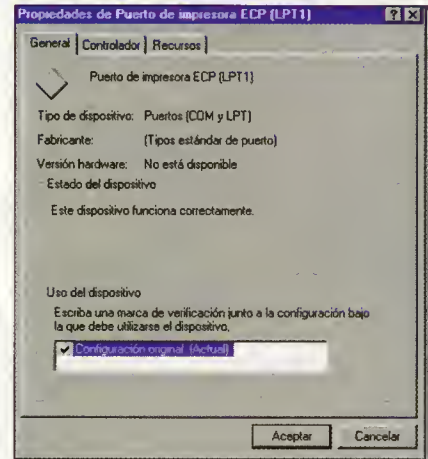 Propiedades de Puerto de impresora ECP (LPT1)
General Controlador Recursos
Puerto de impresora ECP (LPT1)
Tipo de dispositivo: Puertos (COM y LPT)
Fabricante: (Tipos estándar de puerto)
Versión hardware: No está disponible
Estado del dispositivo
Este dispositivo funciona correctamente.
Uso del dispositivo
Escriba una marca de verificación junto a la configuración bajo
la que debe utilizarse el dispositivo.
Configuración original (Actual)
Aceptar Cancelar